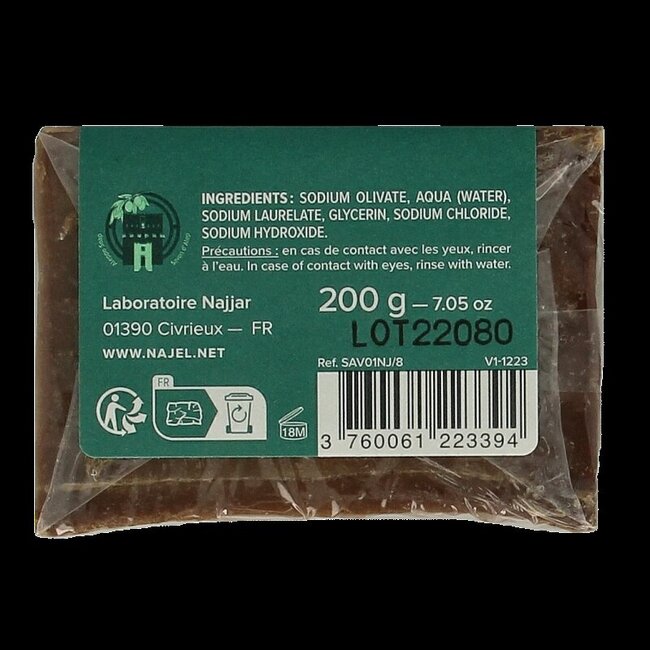 INGREDIENTS: SODIUM OLIVATE, AQUA (WATER),
SODIUM LAURELATE, GLYCERIN, SODIUM CHLORIDE,
SODIUM HYDROXIDE.
Précautions : en cas de contact avec les yeux, rincer
à l'eau. In case of contact with eyes, rinse with water.
Laboratoire Najjar
01390 Civrieux — FR
WWW.NAJEL.NET
200 g — 7.05 oz
LOT22080
Ref. SAV01NJ/8 V1-1223
FR
18M
3 760061 223394